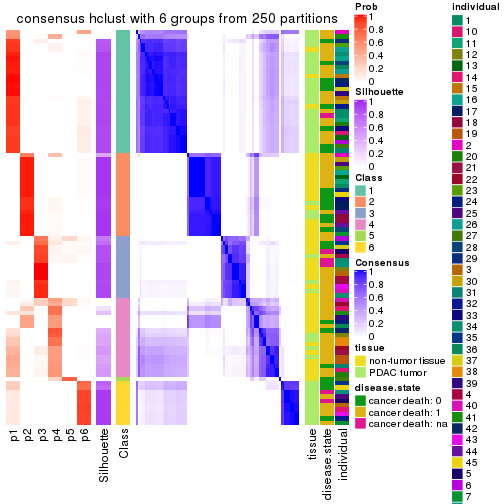 consensus hclust with 6 groups from 250 partitions
p1
p2
p3
p4
p5
p6
Silhouette
Class
tissue
disease.state
individual
Prob
1
0.8
0.6
0.4
0.2
0
Silhouette
1
0.8
0.6
0.4
0.2
0
Class
1
2
3
4
5
6
Consensus
1
0.8
0.6
0.4
0.2
0
tissue
non-tumor tissue
PDAC tumor
disease.state
cancer death: 0
cancer death: 1
cancer death: na
individual
1
10
11
12
13
14
15
16
17
18
19
2
20
21
22
23
24
25
26
27
28
29
3
30
31
32
33
34
35
36
37
38
39
4
40
42
43
44
45
5
6
7